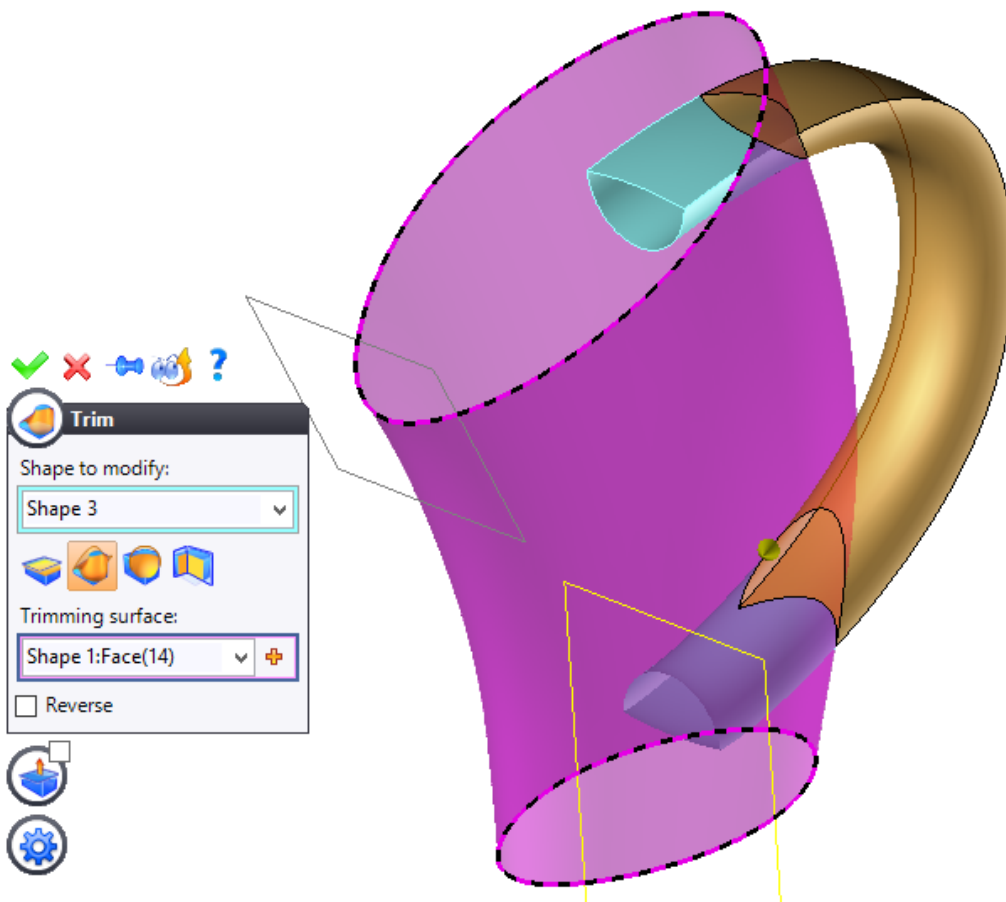 ?
Trim
Shape to modify:
Shape 3
Trimming surface:
Shape 1:Face(14)
Reverse